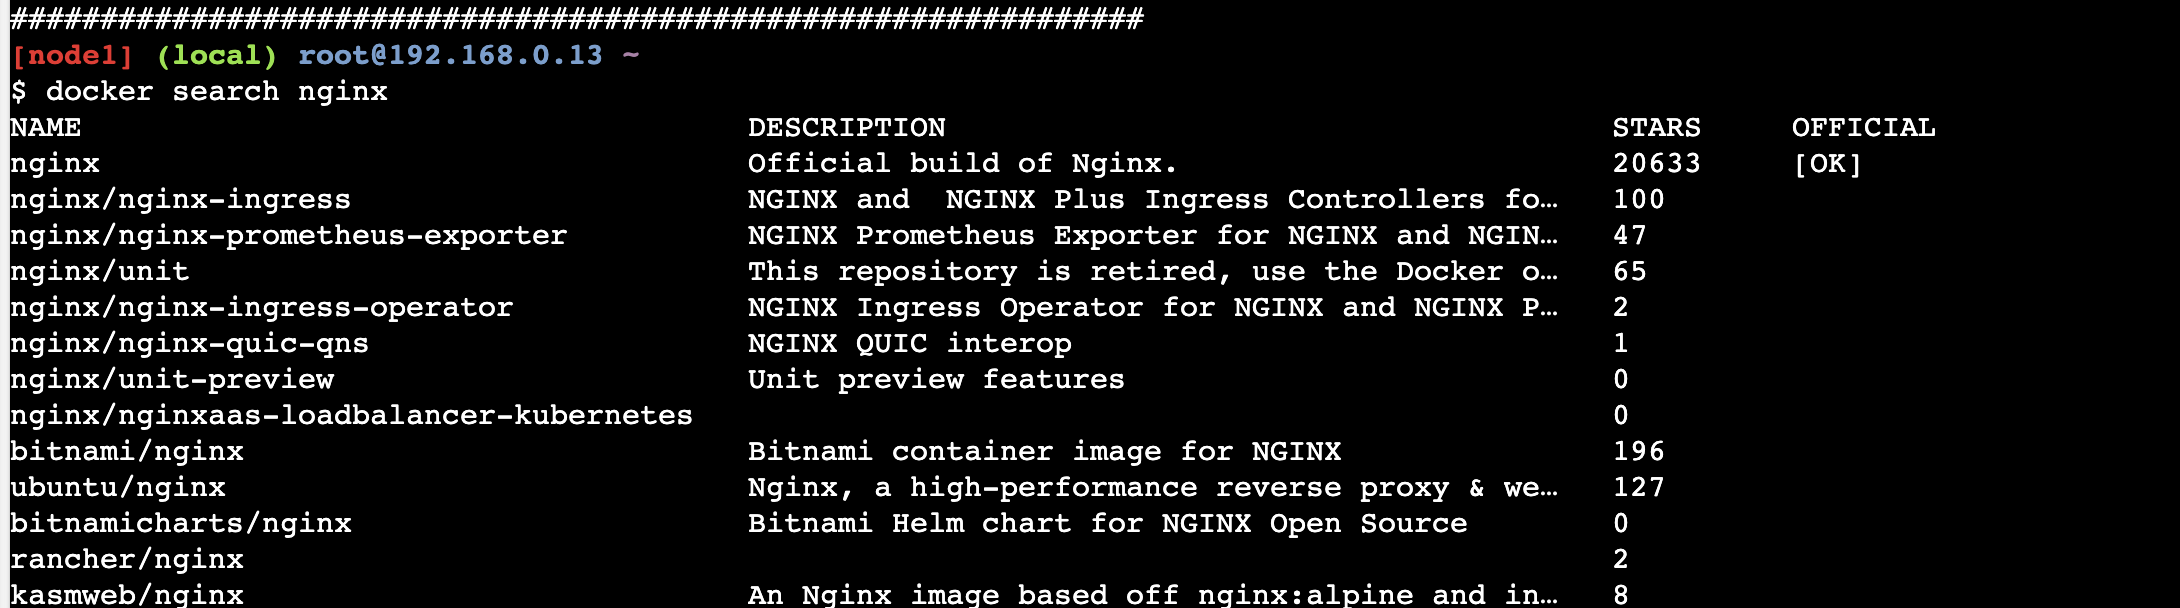 ###############################################################
[node1] (local) root@192.168.0.13 ~
$ docker search nginx
NAME                                     DESCRIPTION                                     STARS     OFFICIAL
nginx                                    Official build of Nginx.                        20633     [OK]
nginx/nginx-ingress                      NGINX and  NGINX Plus Ingress Controllers fo…   100
nginx/nginx-prometheus-exporter          NGINX Prometheus Exporter for NGINX and NGIN…   47
nginx/unit                               This repository is retired, use the Docker o…   65
nginx/nginx-ingress-operator             NGINX Ingress Operator for NGINX and NGINX P…   2
nginx/nginx-quic-qns                     NGINX QUIC interop                              1
nginx/unit-preview                       Unit preview features                           0
nginx/nginxaas-loadbalancer-kubernetes                                                   0
bitnami/nginx                            Bitnami container image for NGINX               196
ubuntu/nginx                             Nginx, a high-performance reverse proxy & we…   127
bitnamicharts/nginx                      Bitnami Helm chart for NGINX Open Source        0
rancher/nginx                                                                            2
kasmweb/nginx                            An Nginx image based off nginx:alpine and in…   8